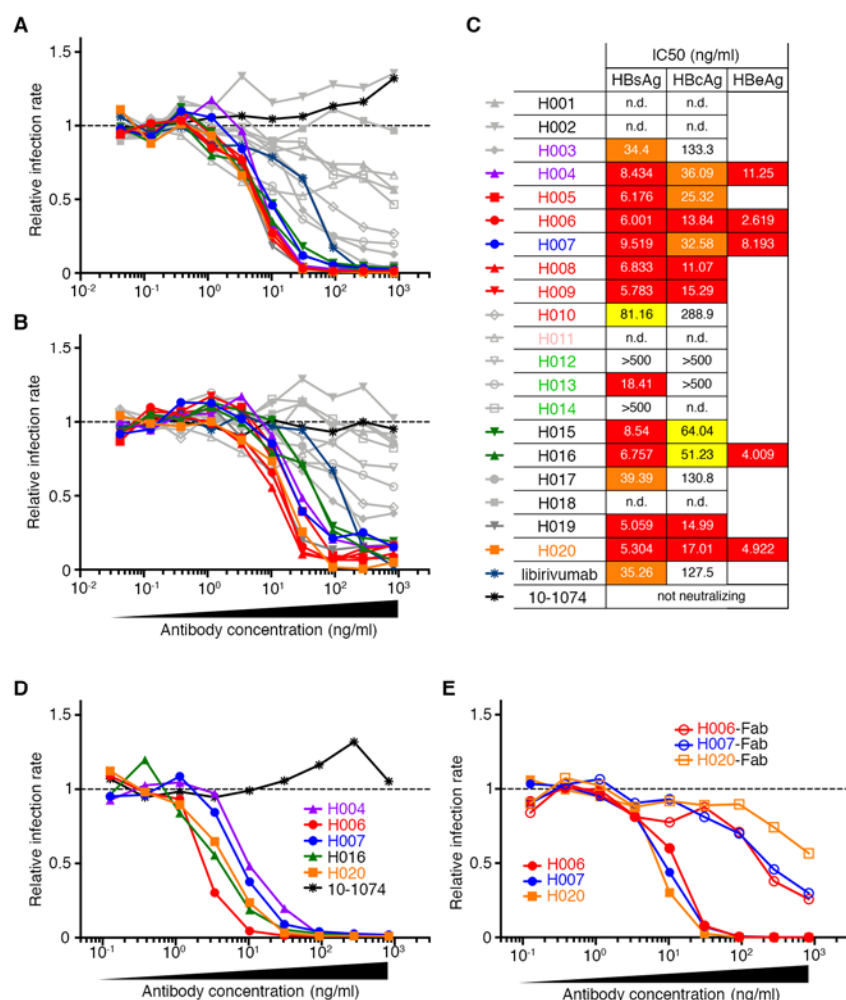 A
1.5
1
0.5
0
Relative infection rate
10-2 10-1 100 101 102 103
B
1.5
1
0.5
0
Relative infection rate
10-2 10-1 100 101 102 103
Antibody concentration (ng/ml)
C
IC50 (ng/ml)
HBsAg HBcAg HBeAg
H001 n.d. n.d.
H002 n.d. n.d.
H003 34.4 133.3
H004 8.434 36.09 11.25
H005 6.176 25.32
H006 6.001 13.84 2.619
H007 9.519 32.58 8.193
H008 6.833 11.07
H009 5.783 15.29
H010 81.16 288.9
H011 n.d. n.d.
H012 >500 >500
H013 18.41 >500
H014 >500 n.d.
H015 8.54 64.04
H016 6.757 51.23 4.009
H017 39.39 130.8
H018 n.d. n.d.
H019 5.059 14.99
H020 5.304 17.01 4.922
libirivumab 35.26 127.5
10-1074 not neutralizing
D
1.5
1
0.5
0
Relative infection rate
H004
H006
H007
H016
H020
10-1074
10-1 100 101 102 103
Antibody concentration (ng/ml)
E
1.5
1
0.5
0
Relative infection rate
H006-Fab
H007-Fab
H020-Fab
H006
H007
H020
10-1 100 101 102 103
Antibody concentration (ng/ml)